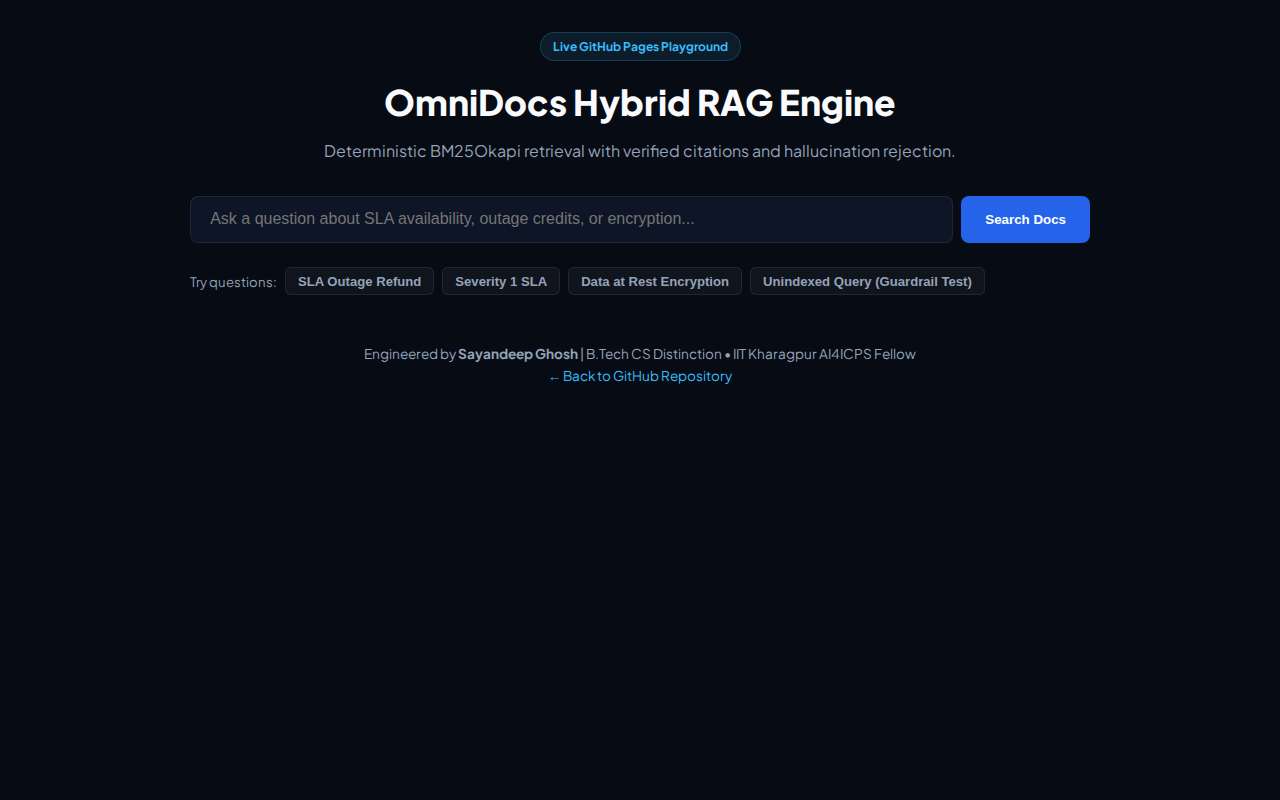 Live GitHub Pages Playground
OmniDocs Hybrid RAG Engine
Deterministic BM25Okapi retrieval with verified citations and hallucination rejection.
Ask a question about SLA availability, outage credits, or encryption...
Search Docs
Try questions: SLA Outage Refund Severity 1 SLA Data at Rest Encryption Unindexed Query (Guardrail Test)
Engineered by Sayandeep Ghosh | B.Tech CS Distinction • IIT Kharagpur AI4ICPS Fellow
← Back to GitHub Repository